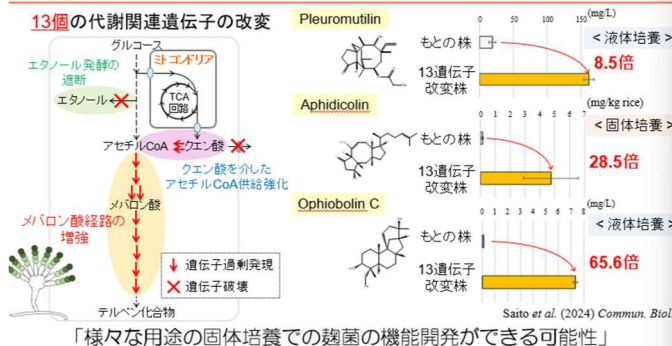 13個の代謝関連遺伝子の改変
グルコース
エタノール発酵の
遮断
エタノール
ミトコンドリア
TCA
回路
アセチルCoA
クエン酸
クエン酸を介した
アセチルCoA供給強化
メバロン酸
メバロン酸経路の
増強
遺伝子過剰発現
遺伝子破壊
テルペン化合物
Pleuromutilin
(mg/L)
0 50 100 150
もとの株
13遺伝子
改変株
<液体培養>
8.5倍
Aphidicolin
(mg/kg rice)
0 1 2 3 4 5 6 7
もとの株
13遺伝子
改変株
<固体培養>
28.5倍
Ophiobolin C
(mg/L)
0 1 2 3 4 5 6 7 8
もとの株
13遺伝子
改変株
<液体培養>
65.6倍
Saito et al. (2024) Commun. Biol.
「様々な用途の固体培養での麹菌の機能開発ができる可能性」